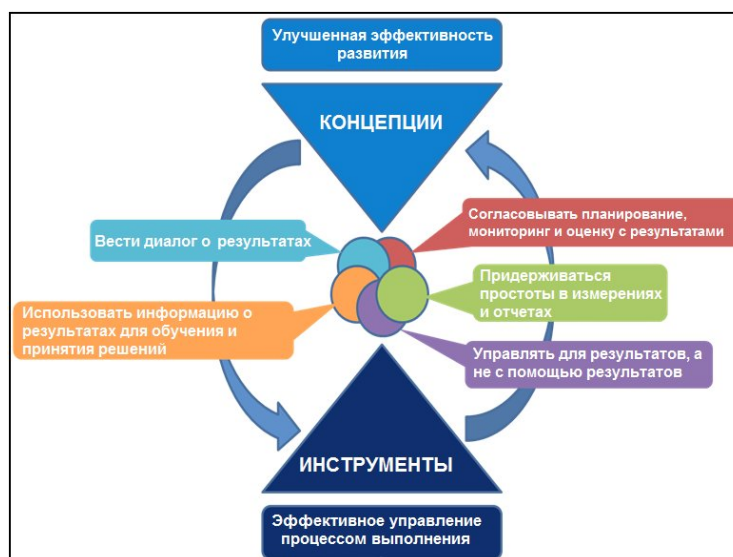 Улучшенная эффективность
развития
КОНЦЕПЦИИ
Вести диалог о результатах
Согласовывать планирование,
мониторинг и оценку с результатами
Придерживаться
простоты в измерениях
и отчетах
Использовать информацию о
результатах для обучения и
принятия решений
Управлять для результатов, а
не с помощью результатов
ИНСТРУМЕНТЫ
Эффективное управление
процессом выполнения